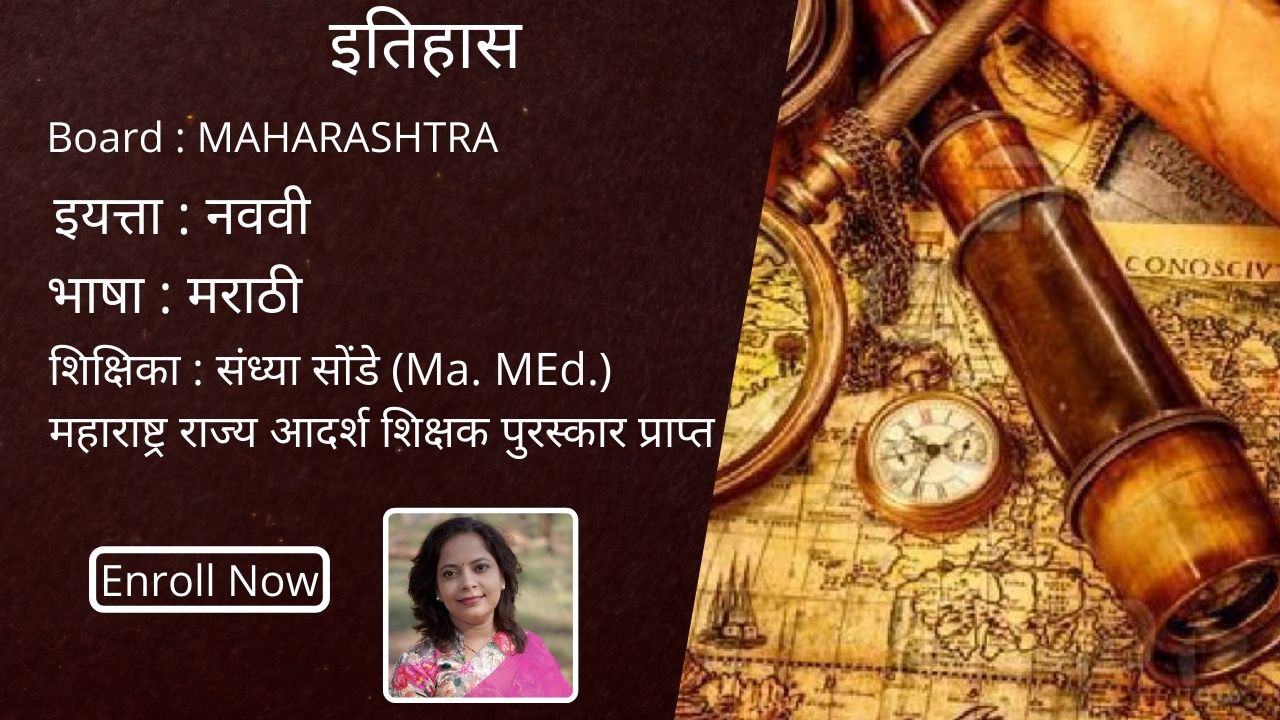 इतिहास
Board : MAHARASHTRA
इयत्ता : नववी
भाषा : मराठी
शिक्षिका : संध्या सोंडे (Ma. MEd.)
महाराष्ट्र राज्य आदर्श शिक्षक पुरस्कार प्राप्त
Enroll Now
CONOSCIV